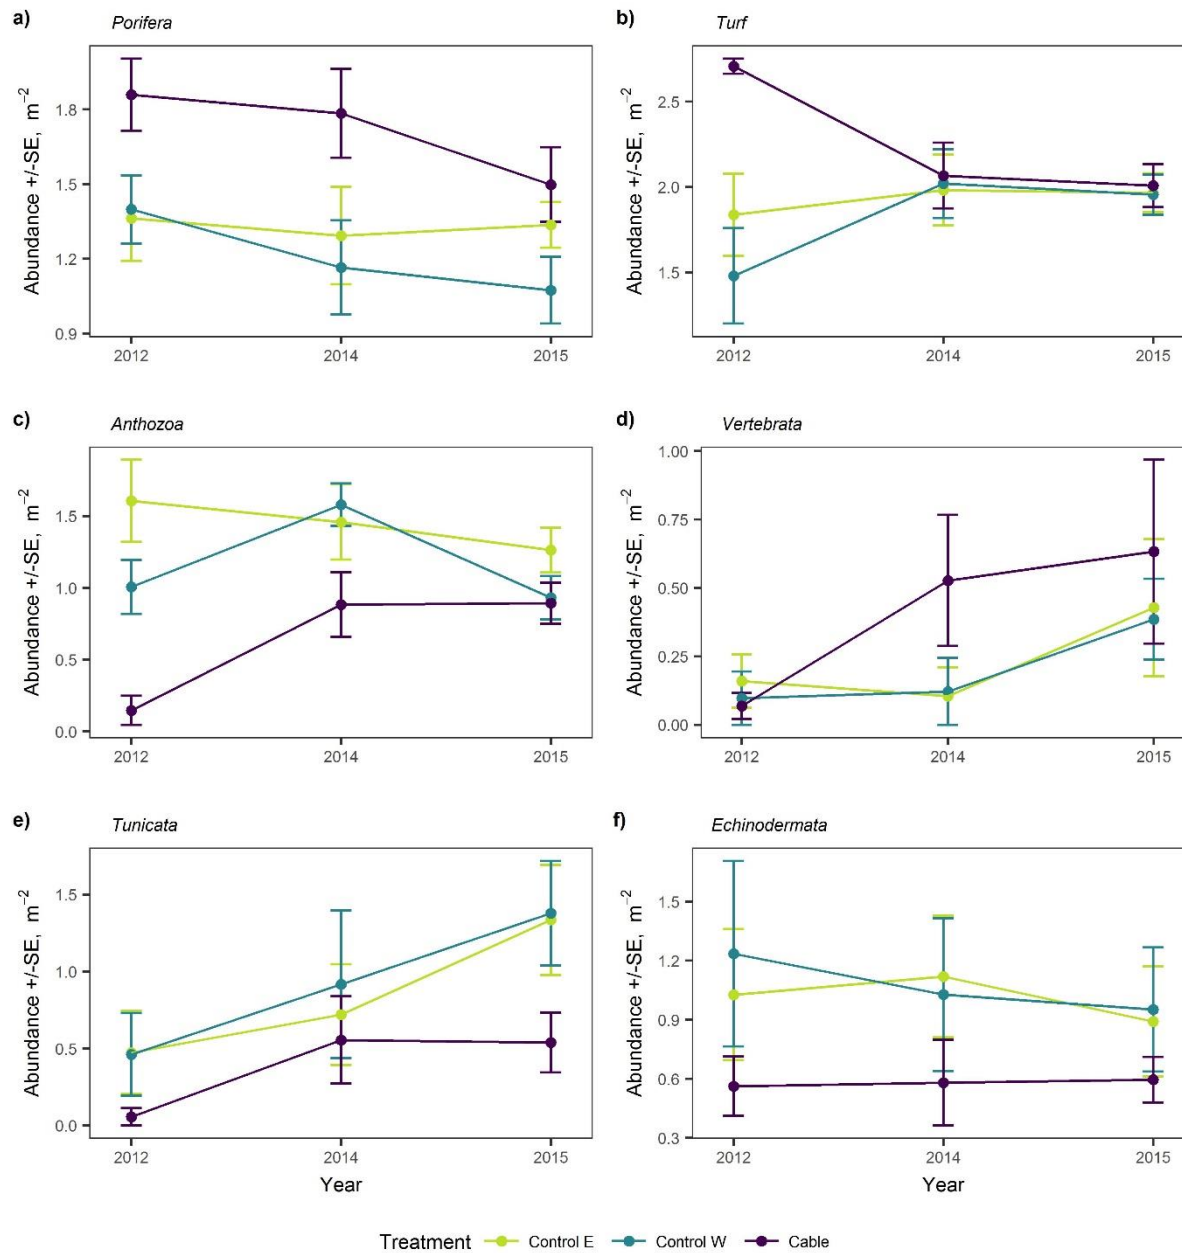 a) Porifera
Abundance +/-SE, m⁻²
1.8
1.5
1.2
0.9
2012 2014 2015
b) Turf
Abundance +/-SE, m⁻²
2.5
2.0
1.5
2012 2014 2015
c) Anthozoa
Abundance +/-SE, m⁻²
1.5
1.0
0.5
0.0
2012 2014 2015
d) Vertebrata
Abundance +/-SE, m⁻²
1.00
0.75
0.50
0.25
0.00
2012 2014 2015
e) Tunicata
Abundance +/-SE, m⁻²
1.5
1.0
0.5
0.0
2012 2014 2015
Year
f) Echinodermata
Abundance +/-SE, m⁻²
1.5
1.2
0.9
0.6
0.3
2012 2014 2015
Year
Treatment Control E Control W Cable